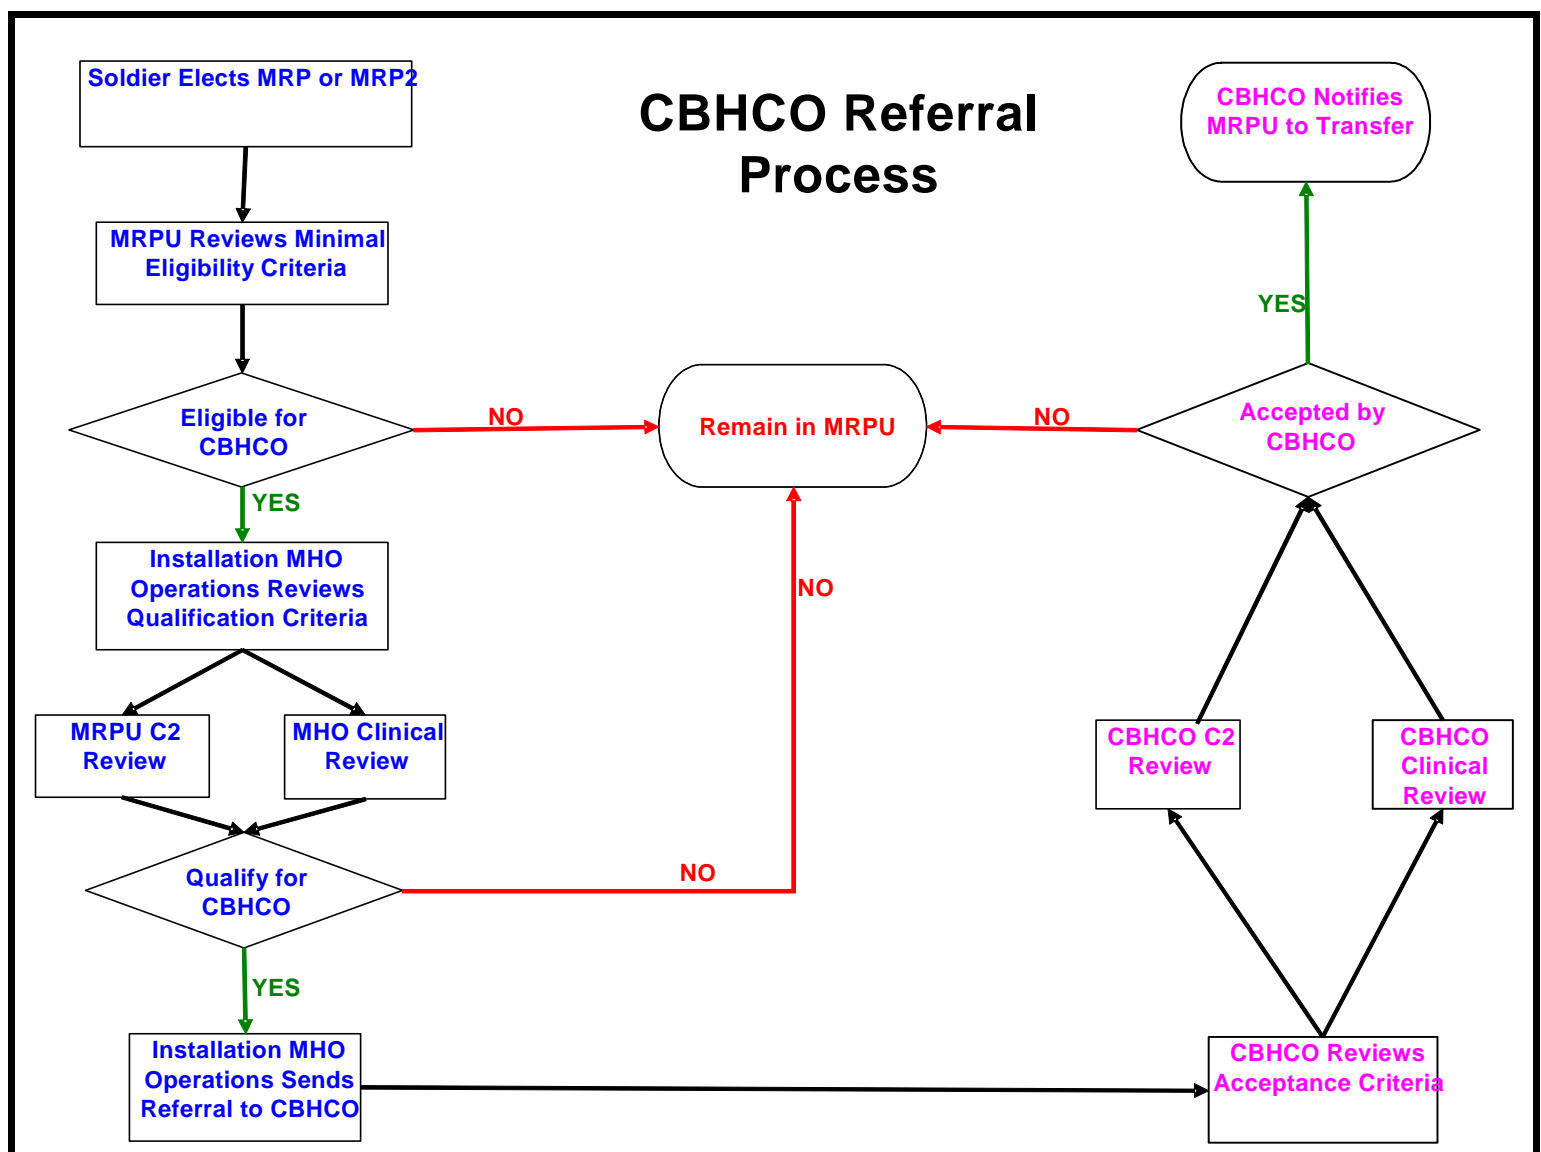 CBHCO Referral
Process
Soldier Elects MRP or MRP2
MRPU Reviews Minimal
Eligibility Criteria
Eligible for
CBHCO
NO
YES
Installation MHO
Operations Reviews
Qualification Criteria
MRPU C2
Review
MHO Clinical
Review
Qualify for
CBHCO
NO
NO
YES
Installation MHO
Operations Sends
Referral to CBHCO
Remain in MRPU
CBHCO Notifies
MRPU to Transfer
YES
Accepted by
CBHCO
NO
CBHCO C2
Review
CBHCO
Clinical
Review
CBHCO Reviews
Acceptance Criteria